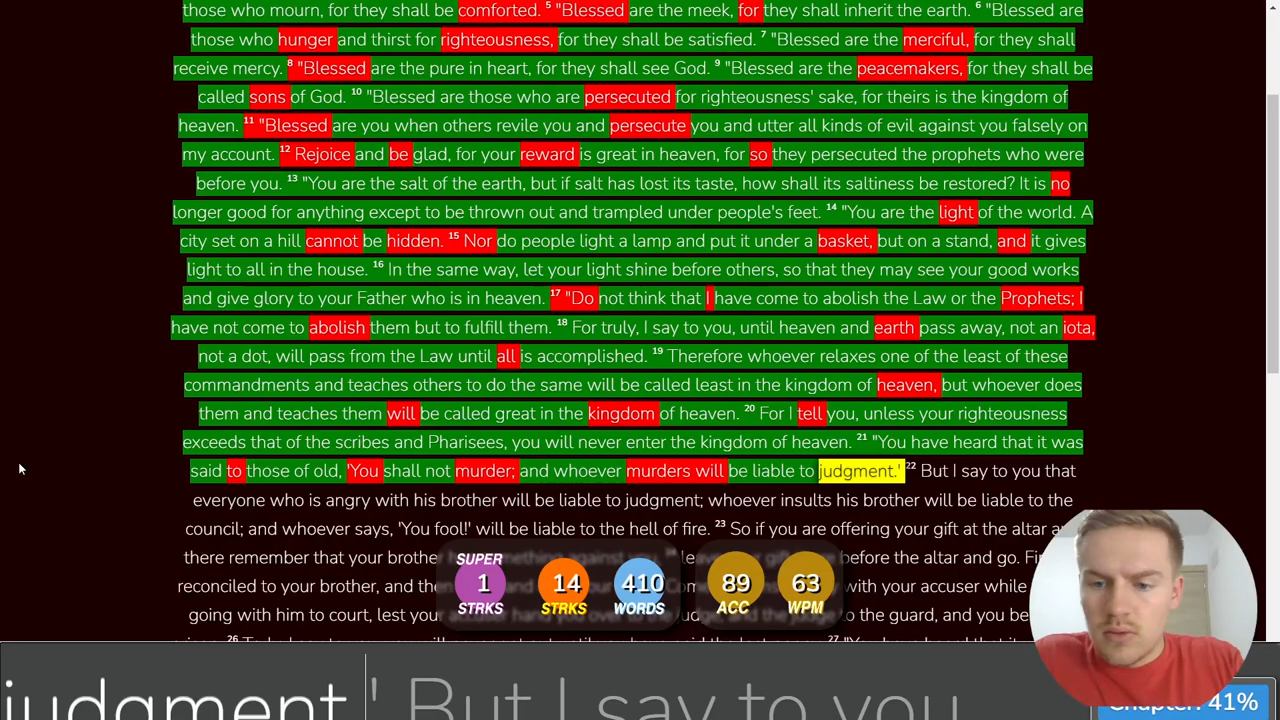 those who mourn, for they shall be comforted. 5 "Blessed are the meek, for they shall inherit the earth. 6 "Blessed are
those who hunger and thirst for righteousness, for they shall be satisfied. 7 "Blessed are the merciful, for they shall
receive mercy. 8 "Blessed are the pure in heart, for they shall see God. 9 "Blessed are the peacemakers, for they shall be
called sons of God. 10 "Blessed are those who are persecuted for righteousness' sake, for theirs is the kingdom of
heaven. 11 "Blessed are you when others revile you and persecute you and utter all kinds of evil against you falsely on
my account. 12 Rejoice and be glad, for your reward is great in heaven, for so they persecuted the prophets who were
before you. 13 "You are the salt of the earth, but if salt has lost its taste, how shall its saltiness be restored? It is no
longer good for anything except to be thrown out and trampled under people's feet. 14 "You are the light of the world. A
city set on a hill cannot be hidden. 15 Nor do people light a lamp and put it under a basket, but on a stand, and it gives
light to all in the house. 16 In the same way, let your light shine before others, so that they may see your good works
and give glory to your Father who is in heaven. 17 "Do not think that I have come to abolish the Law or the Prophets; I
have not come to abolish them but to fulfill them. 18 For truly, I say to you, until heaven and earth pass away, not an iota,
not a dot, will pass from the Law until all is accomplished. 19 Therefore whoever relaxes one of the least of these
commandments and teaches others to do the same will be called least in the kingdom of heaven, but whoever does
them and teaches them will be called great in the kingdom of heaven. 20 For I tell you, unless your righteousness
exceeds that of the scribes and Pharisees, you will never enter the kingdom of heaven. 21 "You have heard that it was
said to those of old, 'You shall not murder; and whoever murders will be liable to judgment.' 22 But I say to you that
everyone who is angry with his brother will be liable to judgment; whoever insults his brother will be liable to the
council; and whoever says, 'You fool!' will be liable to the hell of fire. 23 So if you are offering your gift at the altar
there remember that your brother before the altar and go.
reconciled to your brother, and with your accuser while
going with him to court, lest your to the guard, and you be
SUPER
1 14 410 89 63
STRKS STRKS WORDS ACC WPM
judgment.' But I say to you
Chapter: 41%